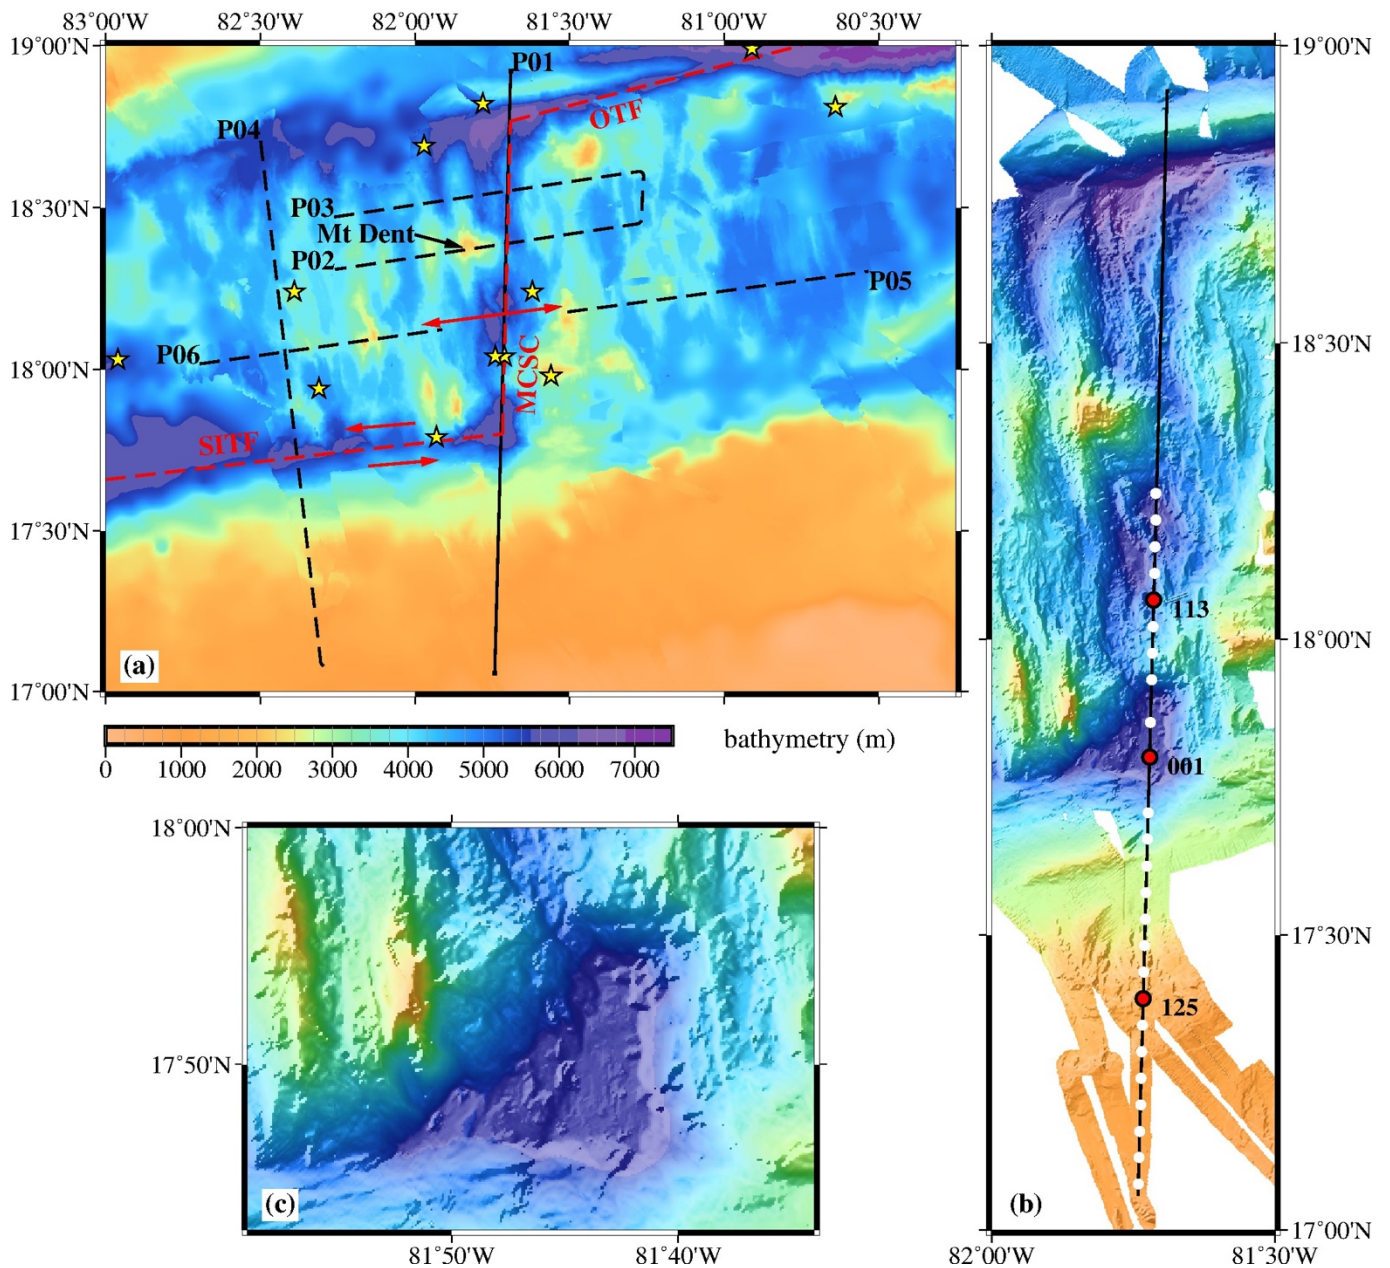 83°00'W 82°30'W 82°00'W 81°30'W 81°00'W 80°30'W
19°00'N
18°30'N
18°00'N
17°30'N
17°00'N
P01
OTF
P04
P03
Mt Dent
P02
P05
P06
MCSC
SITF
(a)
0 1000 2000 3000 4000 5000 6000 7000
bathymetry (m)
19°00'N
18°30'N
18°00'N
17°30'N
17°00'N
113
001
125
(b)
82°00'W 81°30'W
18°00'N
17°50'N
(c)
81°50'W 81°40'W